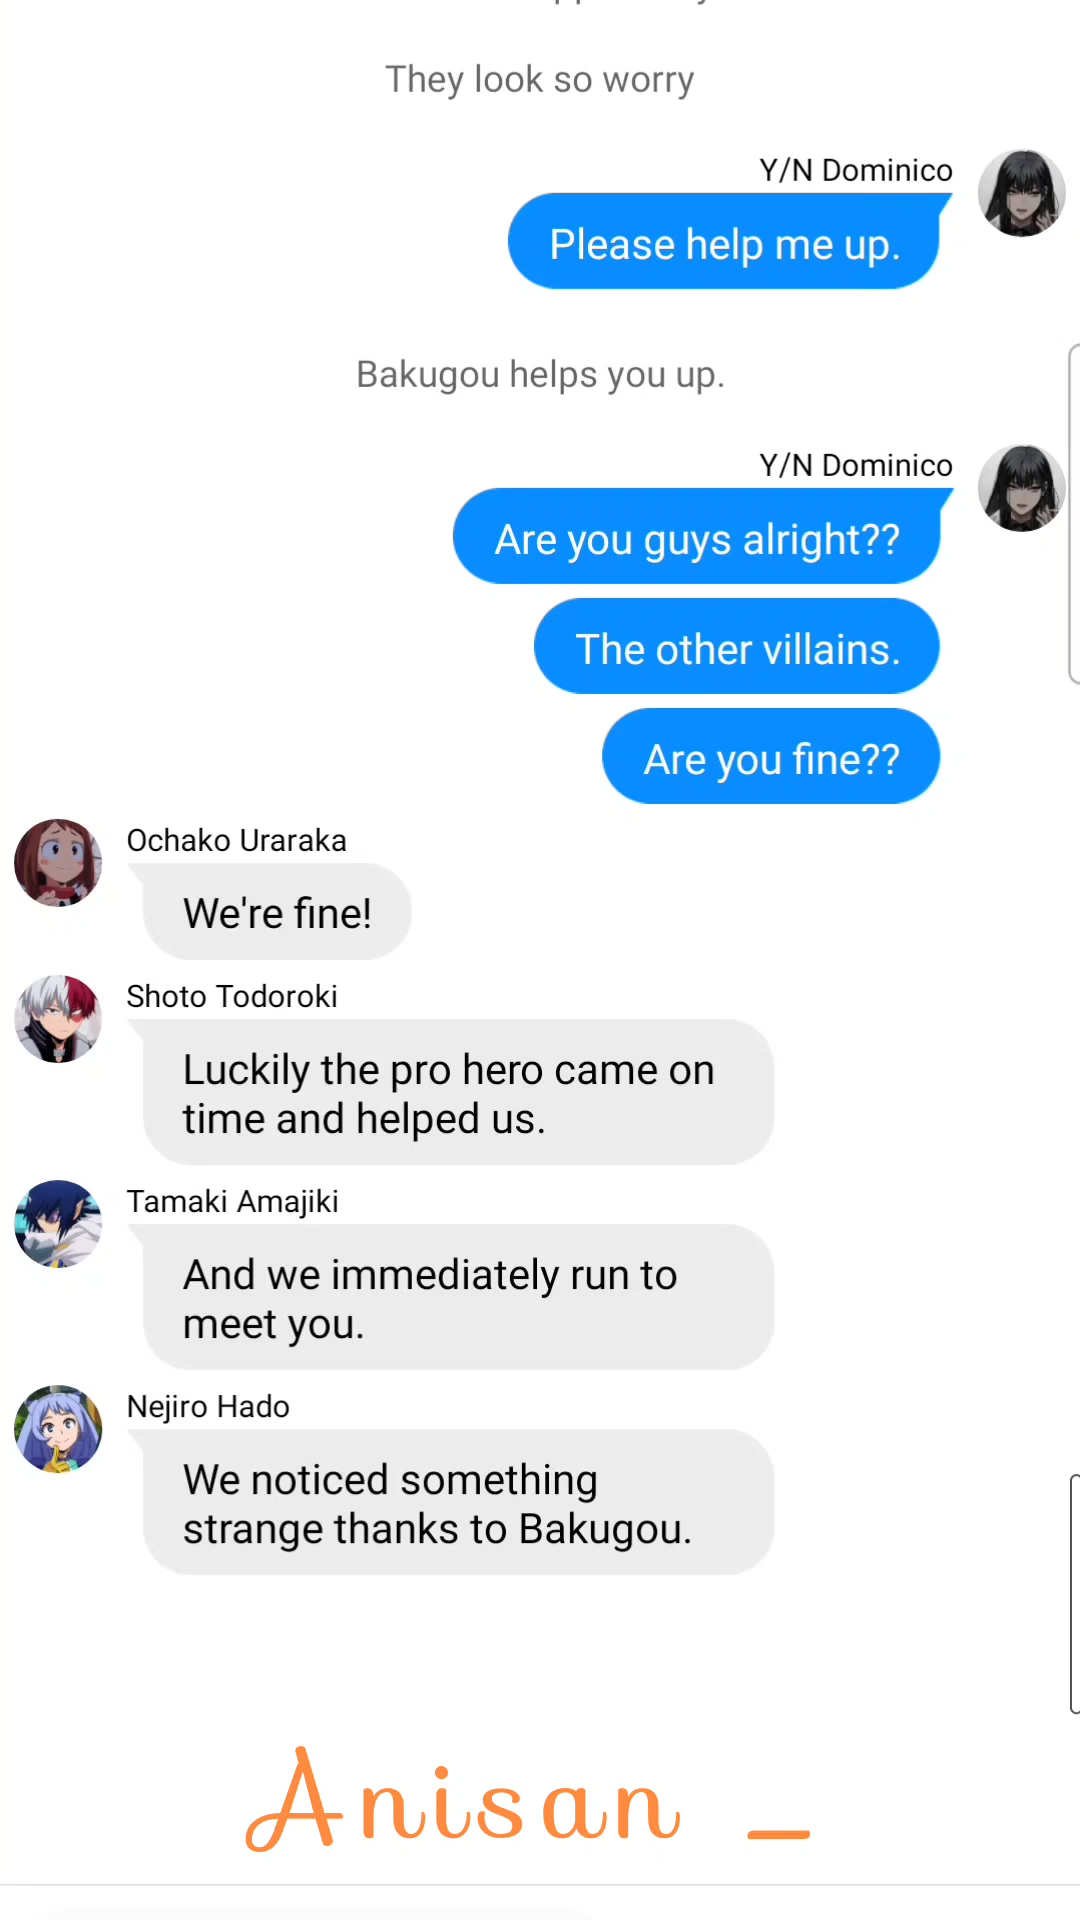 They look so worry
Y/N Dominico
Please help me up.
Bakugou helps you up.
Y/N Dominico
Are you guys alright??
The other villains.
Are you fine??
Ochako Uraraka
We're fine!
Shoto Todoroki
Luckily the pro hero came on
time and helped us.
Tamaki Amajiki
And we immediately run to
meet you.
Nejiro Hado
We noticed something
strange thanks to Bakugou.
Anisan _